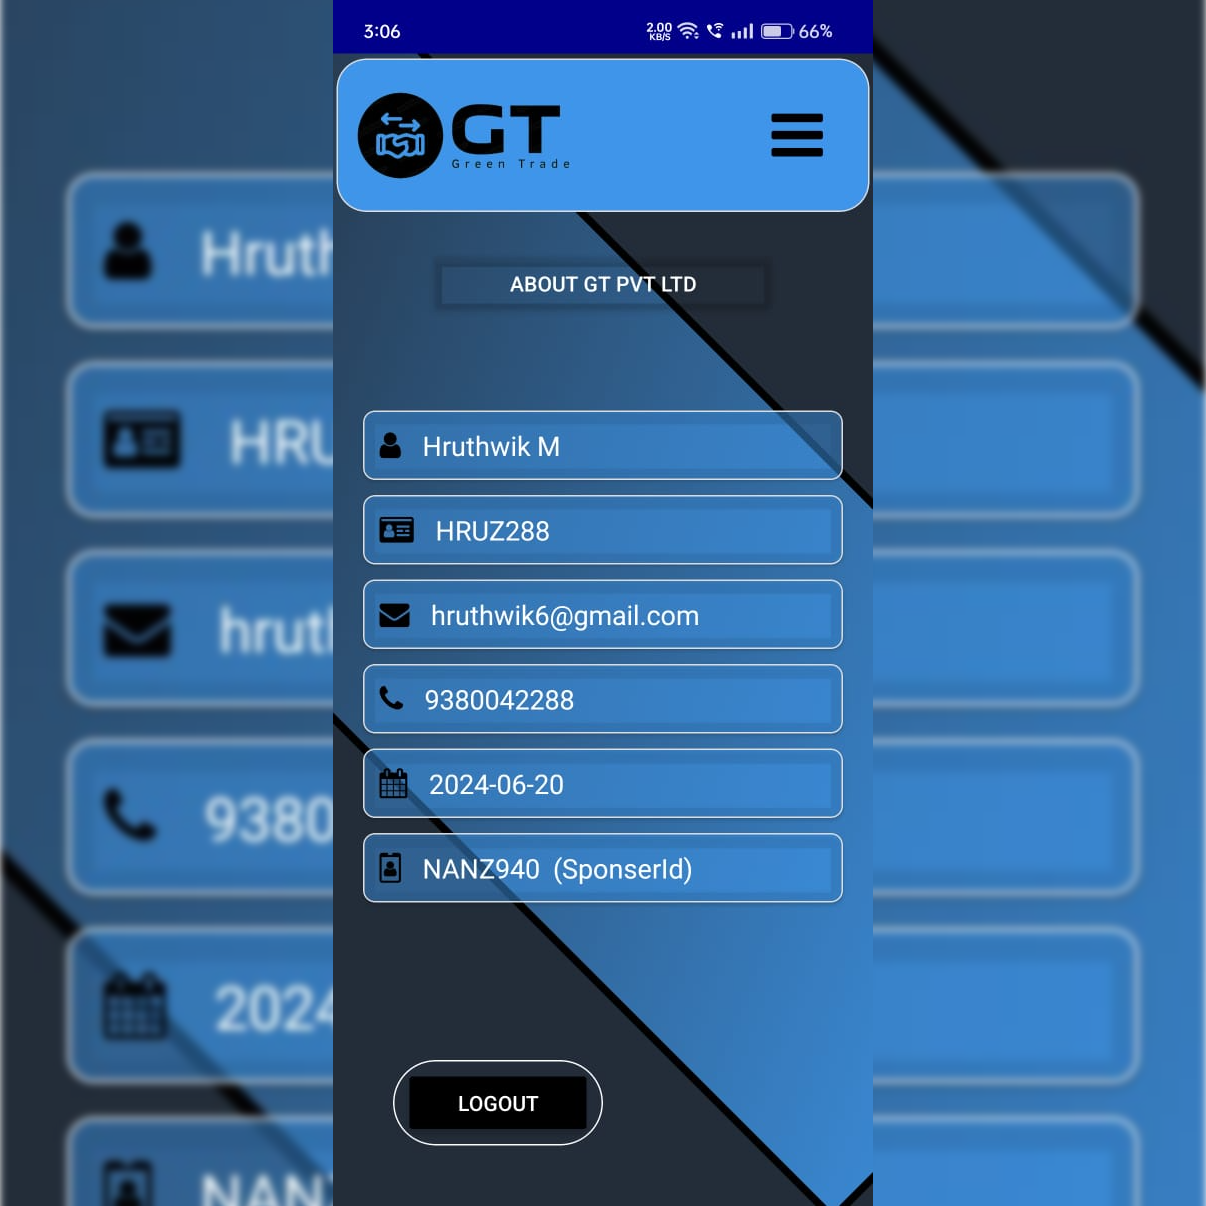 3:06
2.00
KB/S
66%
GT
Green Trade
ABOUT GT PVT LTD
Hruthwik M
HRUZ288
hruthwik6@gmail.com
9380042288
2024-06-20
NANZ940 (SponserId)
LOGOUT